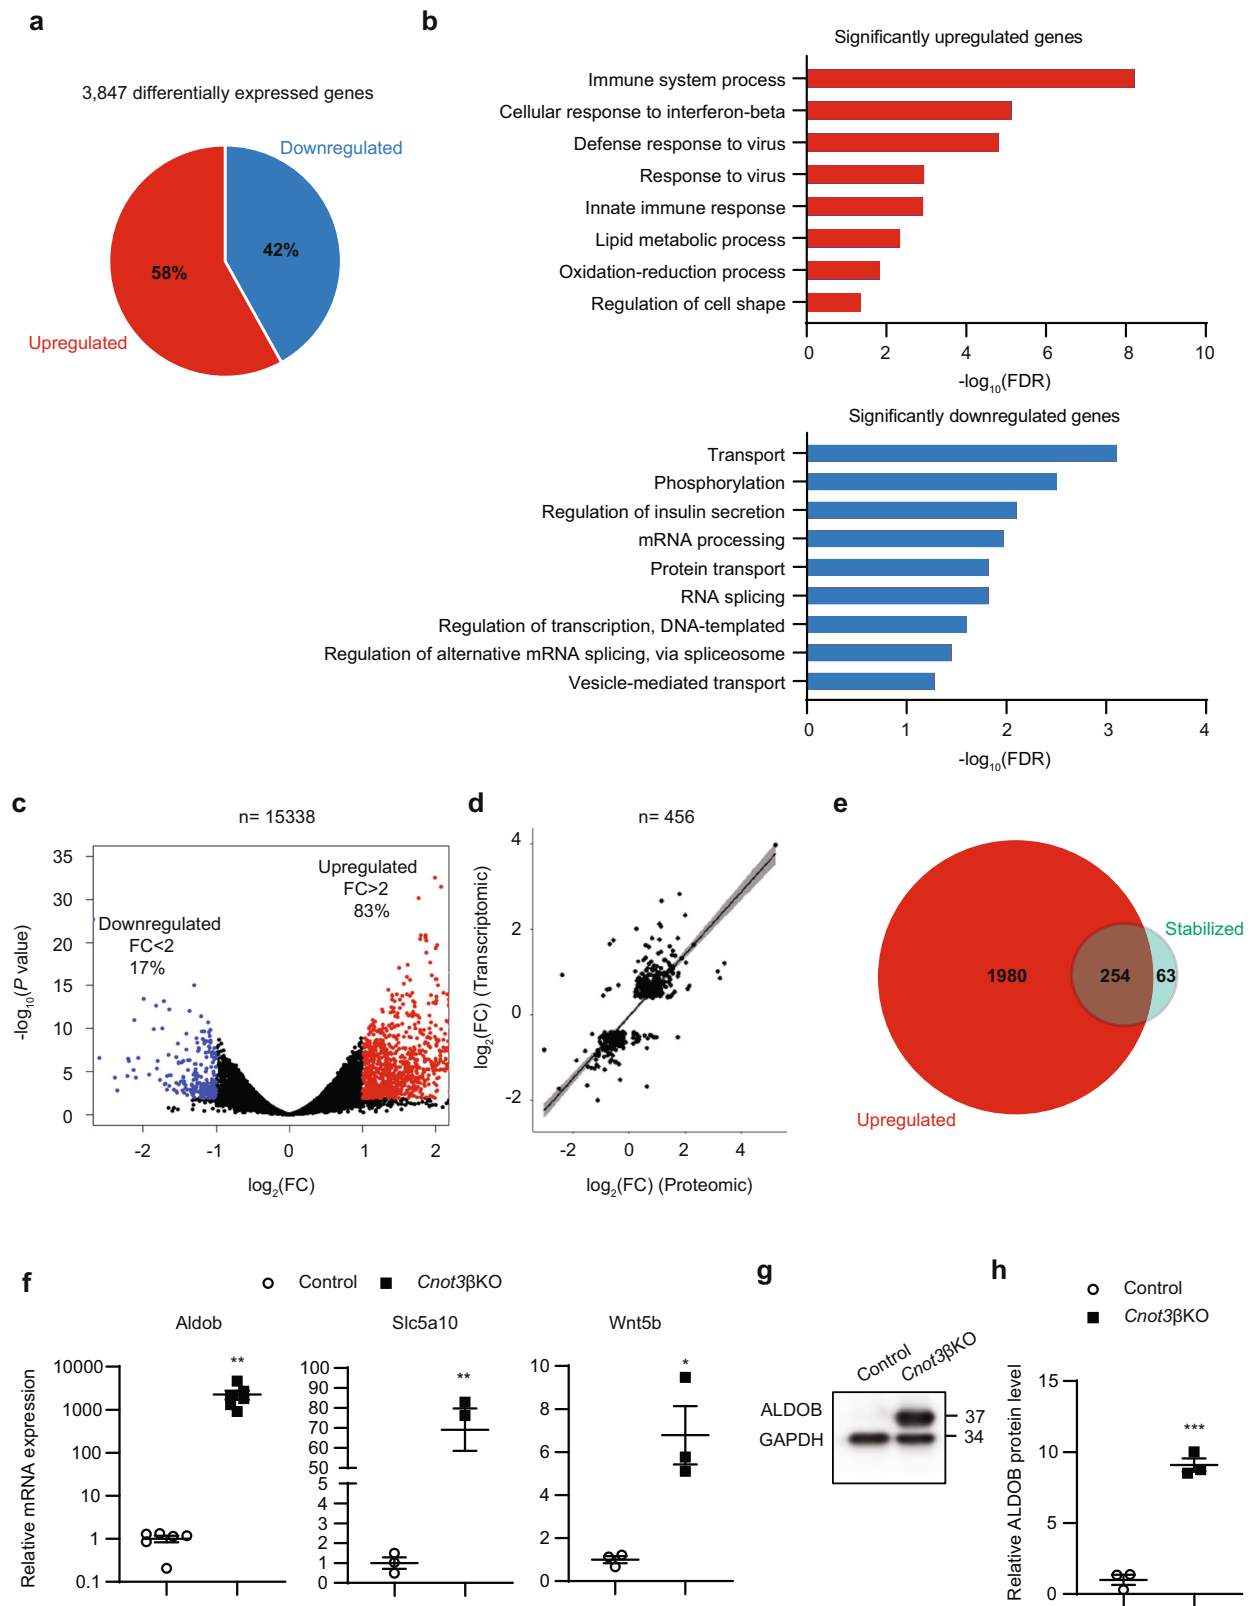 a
3,847 differentially expressed genes
Downregulated
42%
58%
Upregulated
b
Significantly upregulated genes
Immune system process
Cellular response to interferon-beta
Defense response to virus
Response to virus
Innate immune response
Lipid metabolic process
Oxidation-reduction process
Regulation of cell shape
0 2 4 6 8 10
-log10(FDR)
Significantly downregulated genes
Transport
Phosphorylation
Regulation of insulin secretion
mRNA processing
Protein transport
RNA splicing
Regulation of transcription, DNA-templated
Regulation of alternative mRNA splicing, via spliceosome
Vesicle-mediated transport
0 1 2 3 4
-log10(FDR)
c
n= 15338
Upregulated
FC>2
83%
Downregulated
FC<2
17%
35
30
25
20
15
10
5
0
-log10(P value)
-2 -1 0 1 2
log2(FC)
d
n= 456
4
2
0
-2
log2(FC) (Transcriptomic)
-2 0 2 4
log2(FC) (Proteomic)
e
Stabilized
1980 254 63
Upregulated
f
Control Cnot3βKO
Aldob
Relative mRNA expression
10000
1000
100
10
1
0.1
**
Slc5a10
100
90
80
70
60
50
5
4
3
2
1
0
**
Wnt5b
10
8
6
4
2
0
*
g
Control Cnot3βKO
ALDOB 37
GAPDH 34
h
Control
Cnot3βKO
Relative ALDOB protein level
15
10
5
0
***